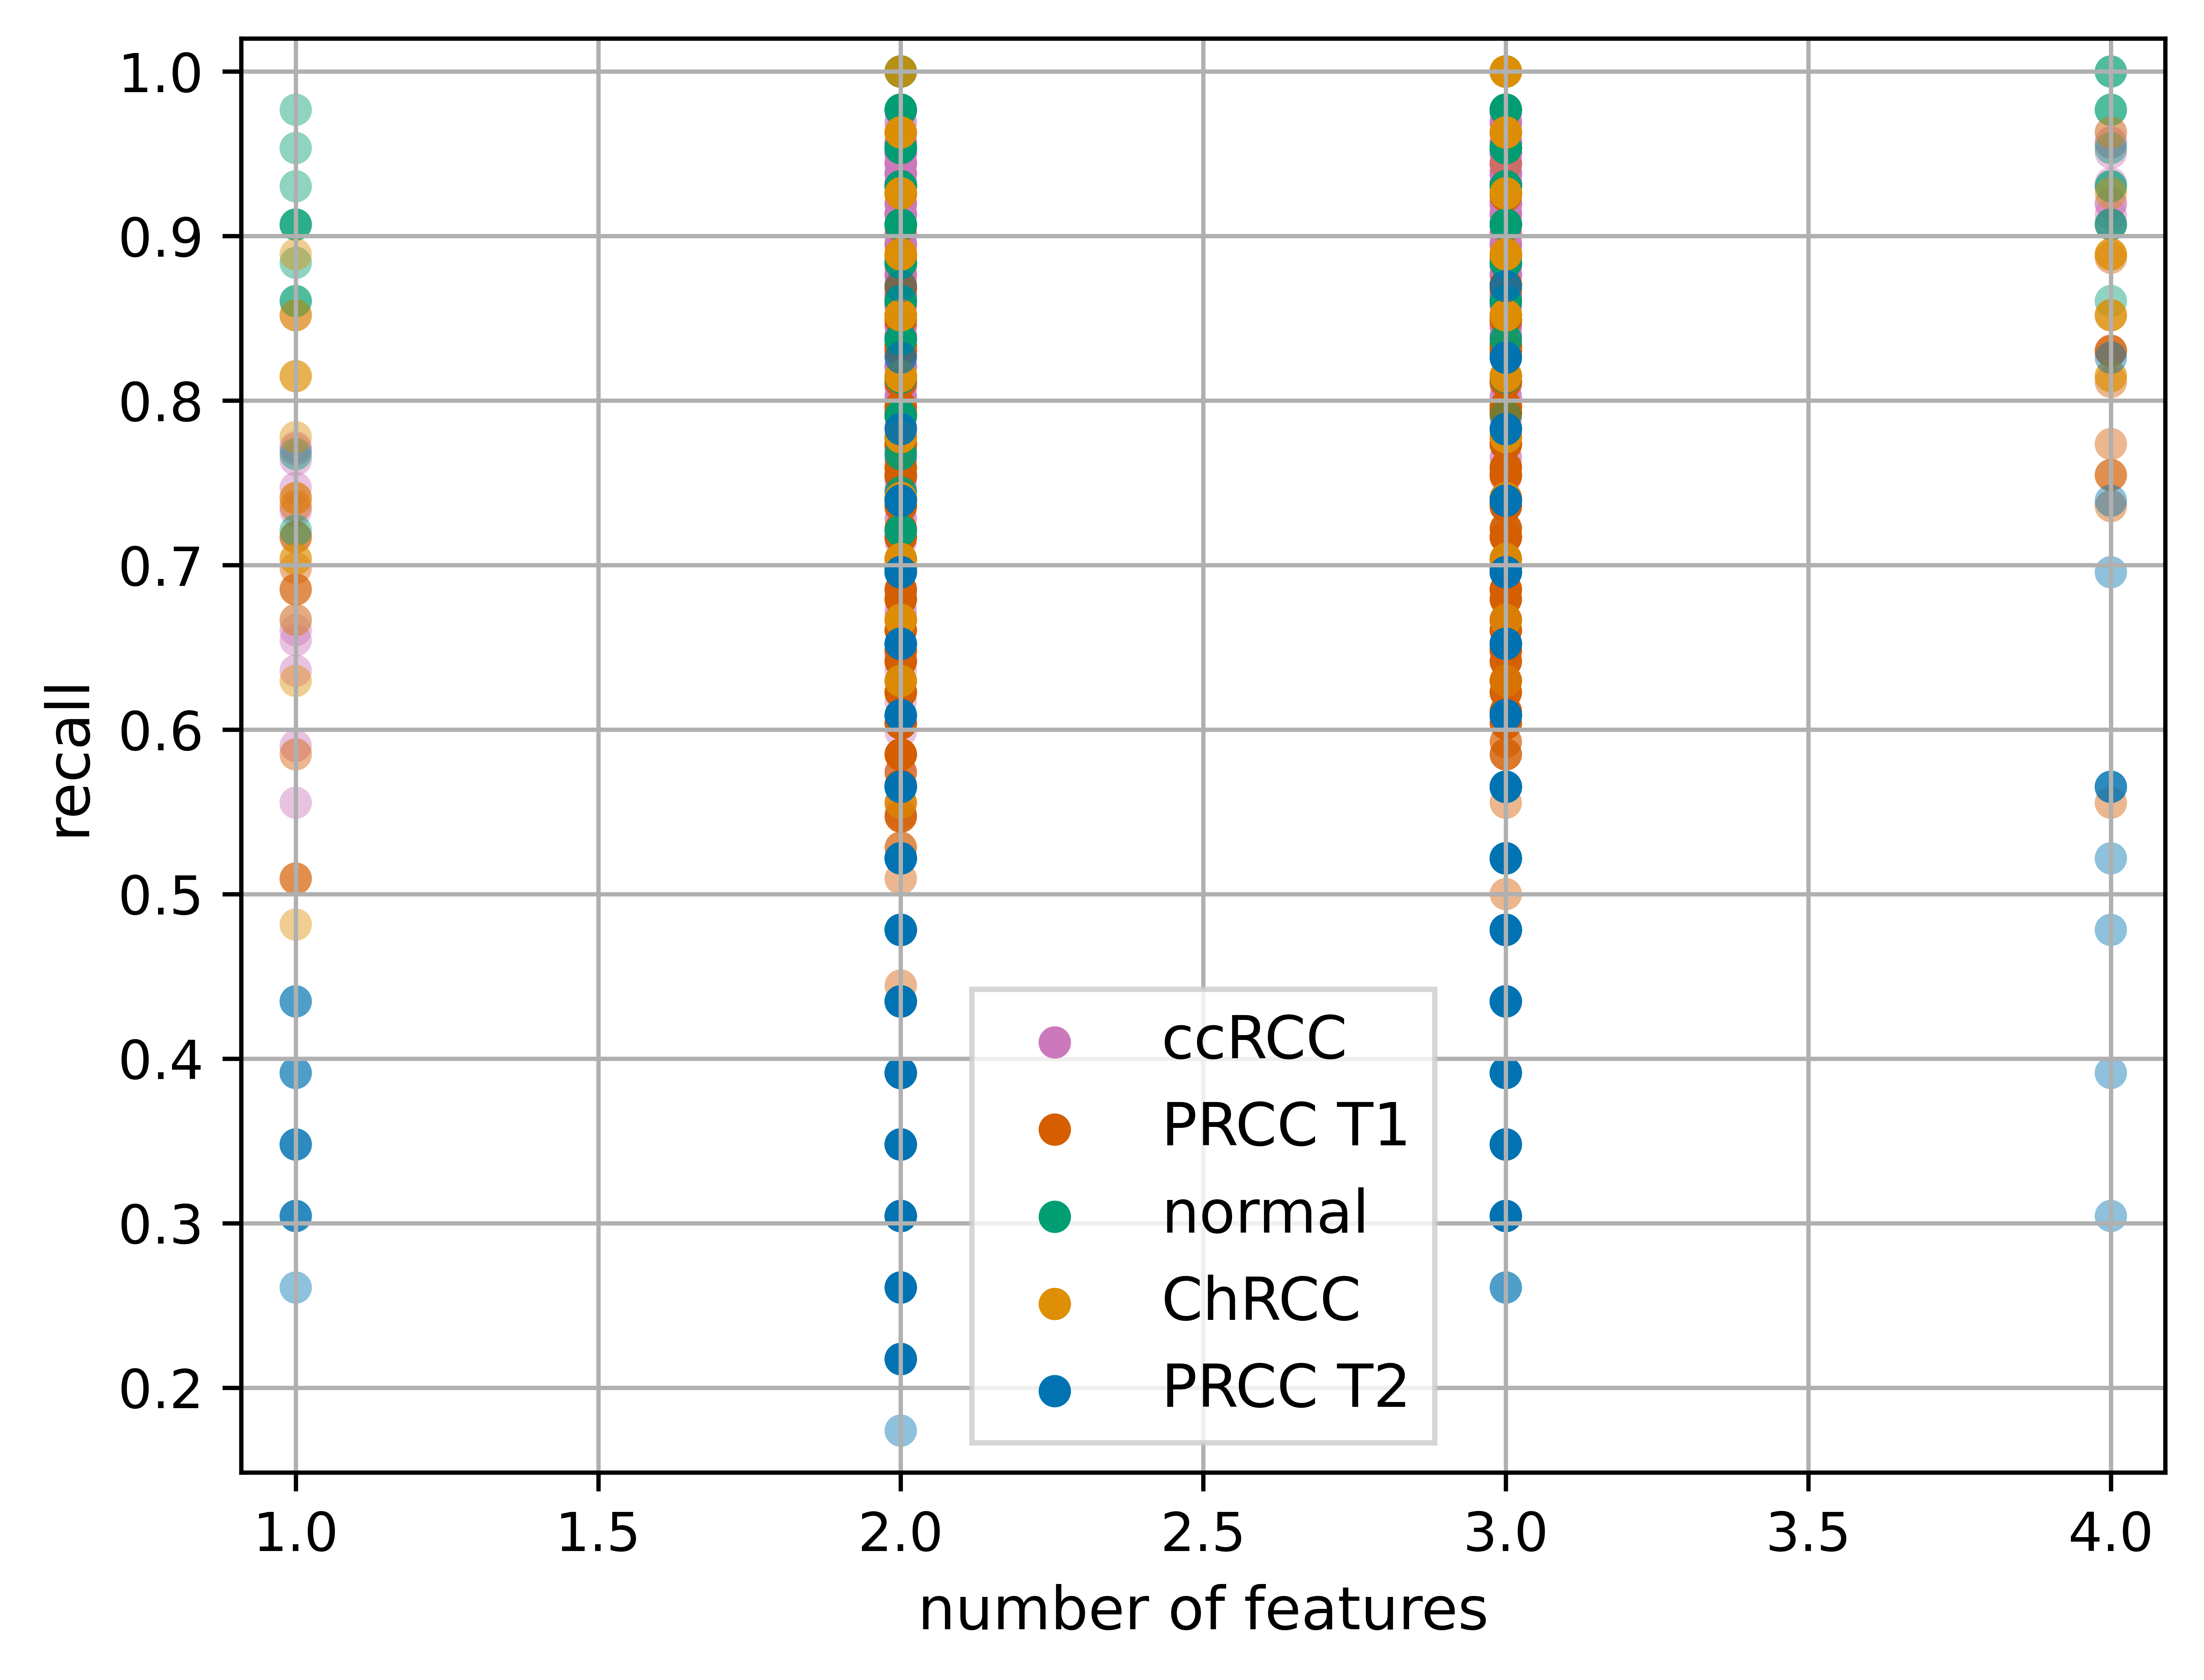 1.0
0.9
0.8
0.7
0.6
0.5
0.4
0.3
0.2
recall
ccRCC
PRCC T1
normal
ChRCC
PRCC T2
1.0 1.5 2.0 2.5 3.0 3.5 4.0
number of features